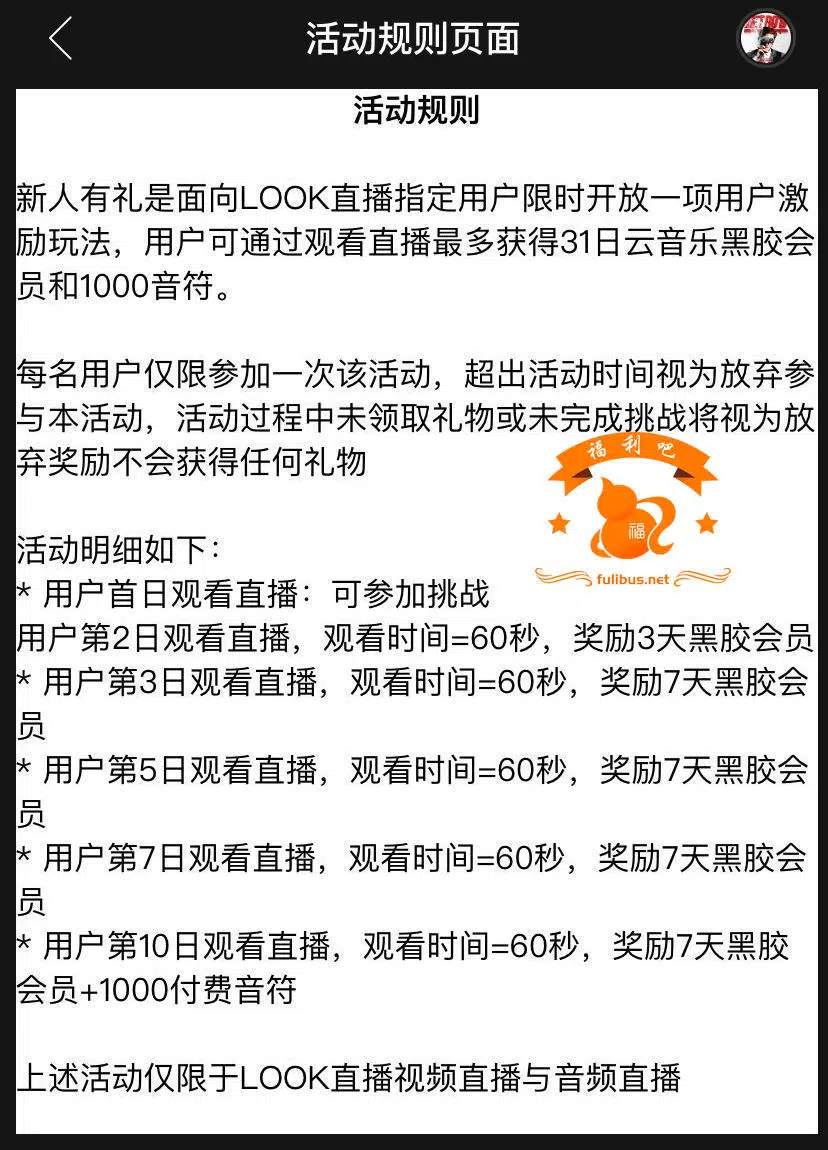 活动规则页面
活动规则
新人有礼是面向LOOK直播指定用户限时开放一项用户激
励玩法，用户可通过观看直播最多获得31日云音乐黑胶会
员和1000音符。
每名用户仅限参加一次该活动，超出活动时间视为放弃参
与本活动，活动过程中未领取礼物或未完成挑战将视为放
弃奖励不会获得任何礼物
福利吧
福
fulibus.net
活动明细如下：
* 用户首日观看直播：可参加挑战
用户第2日观看直播，观看时间=60秒，奖励3天黑胶会员
* 用户第3日观看直播，观看时间=60秒，奖励7天黑胶会
员
* 用户第5日观看直播，观看时间=60秒，奖励7天黑胶会
员
* 用户第7日观看直播，观看时间=60秒，奖励7天黑胶会
员
* 用户第10日观看直播，观看时间=60秒，奖励7天黑胶
会员+1000付费音符
上述活动仅限于LOOK直播视频直播与音频直播